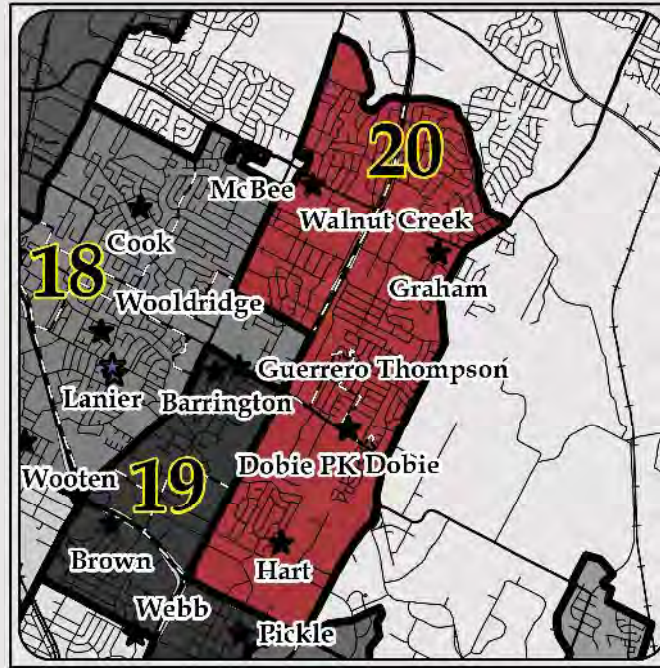 20
McBee
Walnut Creek
Cook
18
Graham
Wooldridge
Guerrero Thompson
Lanier
Barrington
Dobie PK Dobie
Wooten
19
Brown
Hart
Webb
Pickle